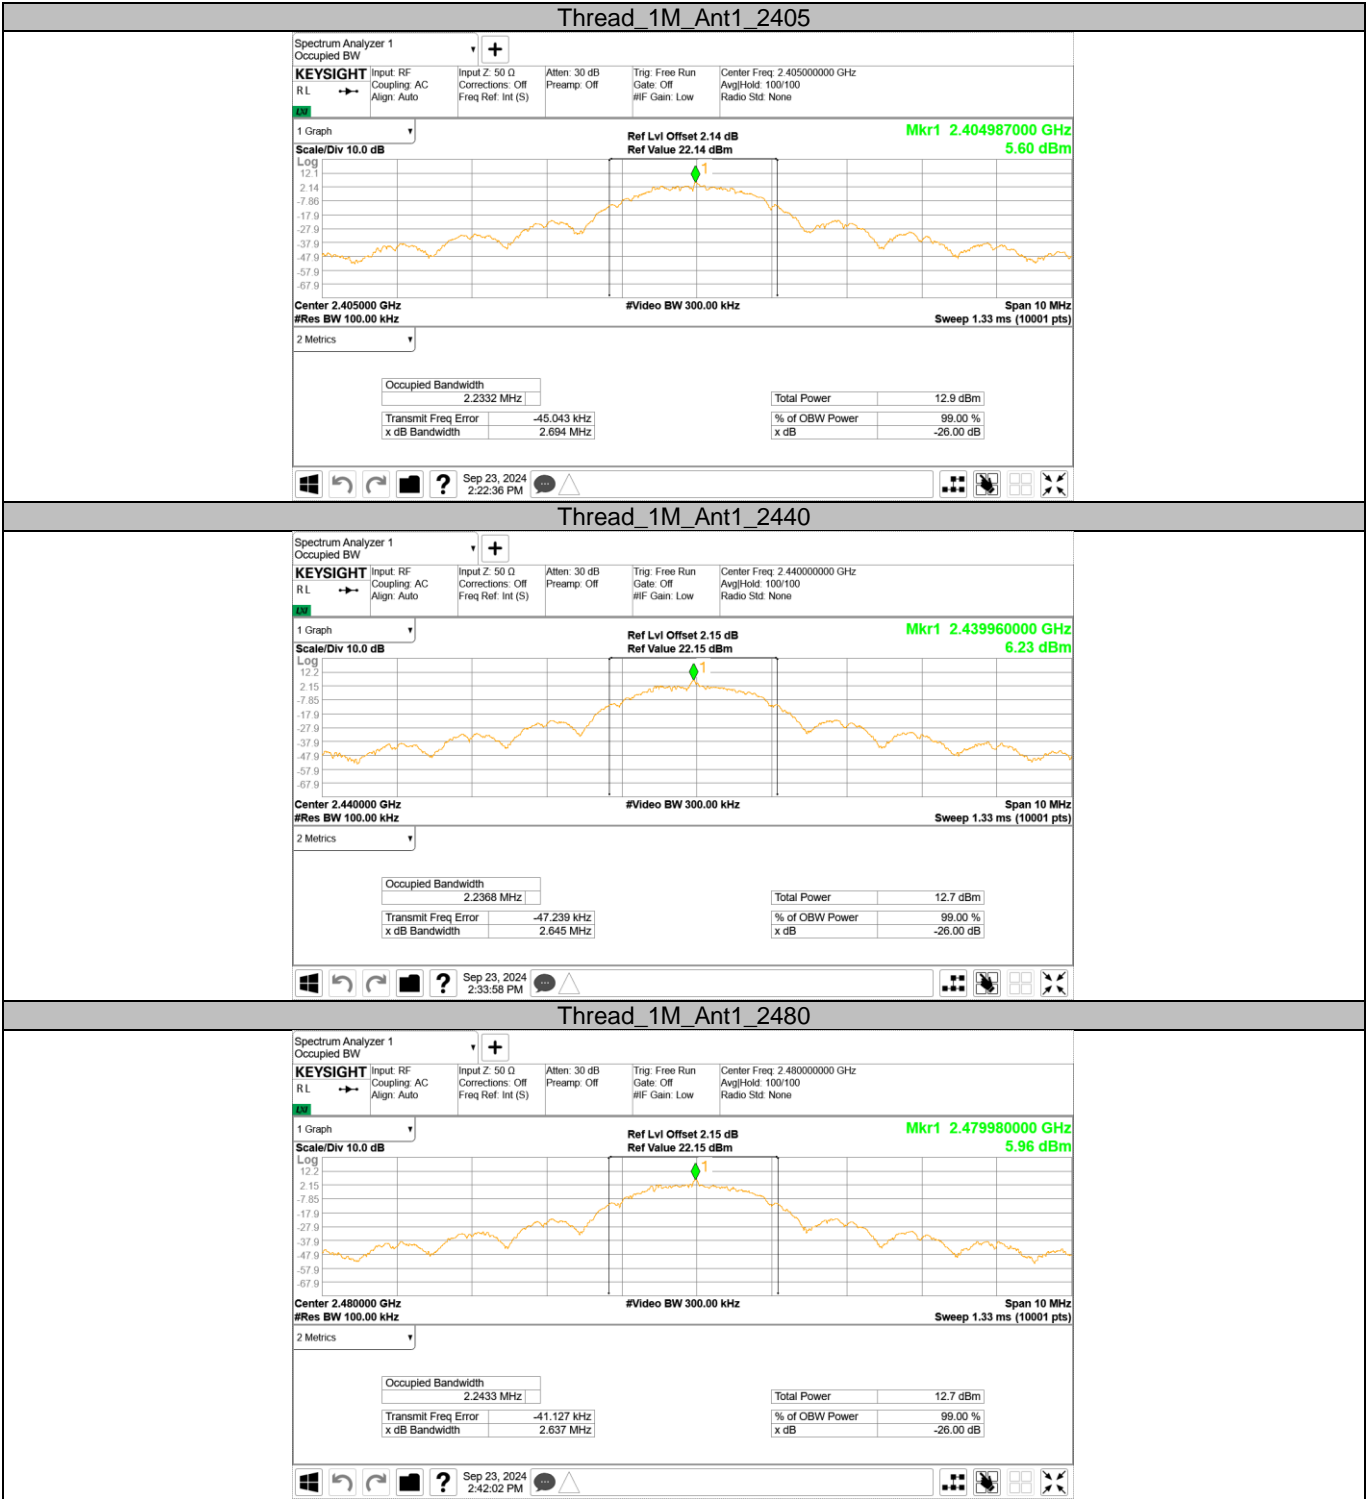 Thread_1M_Ant1_2405
Spectrum Analyzer 1
Occupied BW
KEYSIGHT
RL
LXI
Input: RF
Coupling: AC
Align: Auto
Input Z: 50 Ω
Corrections: Off
Freq Ref: Int (S)
Atten: 30 dB
Preamp: Off
Trig: Free Run
Gate: Off
#IF Gain: Low
Center Freq: 2.405000000 GHz
Avg|Hold: 100/100
Radio Std: None
1 Graph
Scale/Div 10.0 dB
Ref Lvl Offset 2.14 dB
Ref Value 22.14 dBm
Mkr1 2.404987000 GHz
5.60 dBm
Log
12.1
2.14
-7.86
-17.9
-27.9
-37.9
-47.9
-57.9
-67.9
1
Center 2.405000 GHz
#Res BW 100.00 kHz
#Video BW 300.00 kHz
Span 10 MHz
Sweep 1.33 ms (10001 pts)
2 Metrics
Occupied Bandwidth
2.2332 MHz
Transmit Freq Error -45.043 kHz
x dB Bandwidth 2.694 MHz
Total Power 12.9 dBm
% of OBW Power 99.00 %
x dB -26.00 dB
?
Sep 23, 2024
2:22:36 PM
Thread_1M_Ant1_2440
Spectrum Analyzer 1
Occupied BW
KEYSIGHT
RL
LXI
Input: RF
Coupling: AC
Align: Auto
Input Z: 50 Ω
Corrections: Off
Freq Ref: Int (S)
Atten: 30 dB
Preamp: Off
Trig: Free Run
Gate: Off
#IF Gain: Low
Center Freq: 2.440000000 GHz
Avg|Hold: 100/100
Radio Std: None
1 Graph
Scale/Div 10.0 dB
Ref Lvl Offset 2.15 dB
Ref Value 22.15 dBm
Mkr1 2.439960000 GHz
6.23 dBm
Log
12.2
2.15
-7.85
-17.9
-27.9
-37.9
-47.9
-57.9
-67.9
1
Center 2.440000 GHz
#Res BW 100.00 kHz
#Video BW 300.00 kHz
Span 10 MHz
Sweep 1.33 ms (10001 pts)
2 Metrics
Occupied Bandwidth
2.2368 MHz
Transmit Freq Error -47.239 kHz
x dB Bandwidth 2.645 MHz
Total Power 12.7 dBm
% of OBW Power 99.00 %
x dB -26.00 dB
?
Sep 23, 2024
2:33:58 PM
Thread_1M_Ant1_2480
Spectrum Analyzer 1
Occupied BW
KEYSIGHT
RL
LXI
Input: RF
Coupling: AC
Align: Auto
Input Z: 50 Ω
Corrections: Off
Freq Ref: Int (S)
Atten: 30 dB
Preamp: Off
Trig: Free Run
Gate: Off
#IF Gain: Low
Center Freq: 2.480000000 GHz
Avg|Hold: 100/100
Radio Std: None
1 Graph
Scale/Div 10.0 dB
Ref Lvl Offset 2.15 dB
Ref Value 22.15 dBm
Mkr1 2.479980000 GHz
5.96 dBm
Log
12.2
2.15
-7.85
-17.9
-27.9
-37.9
-47.9
-57.9
-67.9
1
Center 2.480000 GHz
#Res BW 100.00 kHz
#Video BW 300.00 kHz
Span 10 MHz
Sweep 1.33 ms (10001 pts)
2 Metrics
Occupied Bandwidth
2.2433 MHz
Transmit Freq Error -41.127 kHz
x dB Bandwidth 2.637 MHz
Total Power 12.7 dBm
% of OBW Power 99.00 %
x dB -26.00 dB
?
Sep 23, 2024
2:42:02 PM